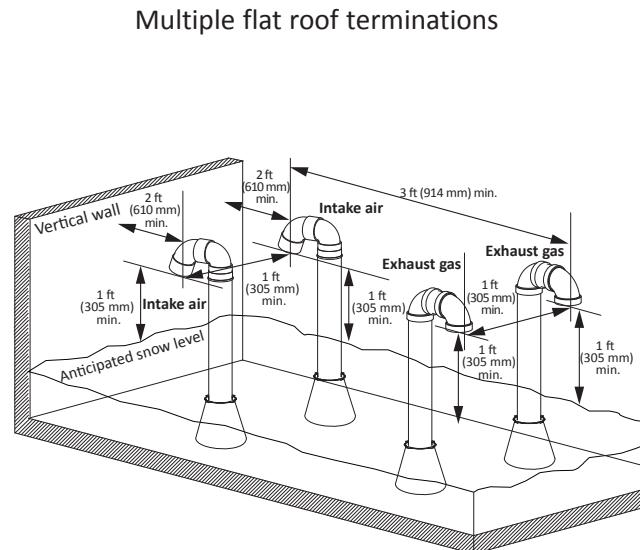 Multiple flat roof terminations
2 ft
(610 mm)
min.
3 ft (914 mm) min.
2 ft
(610 mm)
min.
Vertical wall
Intake air
Exhaust gas
Exhaust gas
1 ft
(305 mm)
min.
Intake air
1 ft
(305 mm)
min.
1 ft
(305 mm)
min.
1 ft
(305 mm)
min.
1 ft
(305 mm)
min.
1 ft
(305 mm)
min.
Anticipated snow level